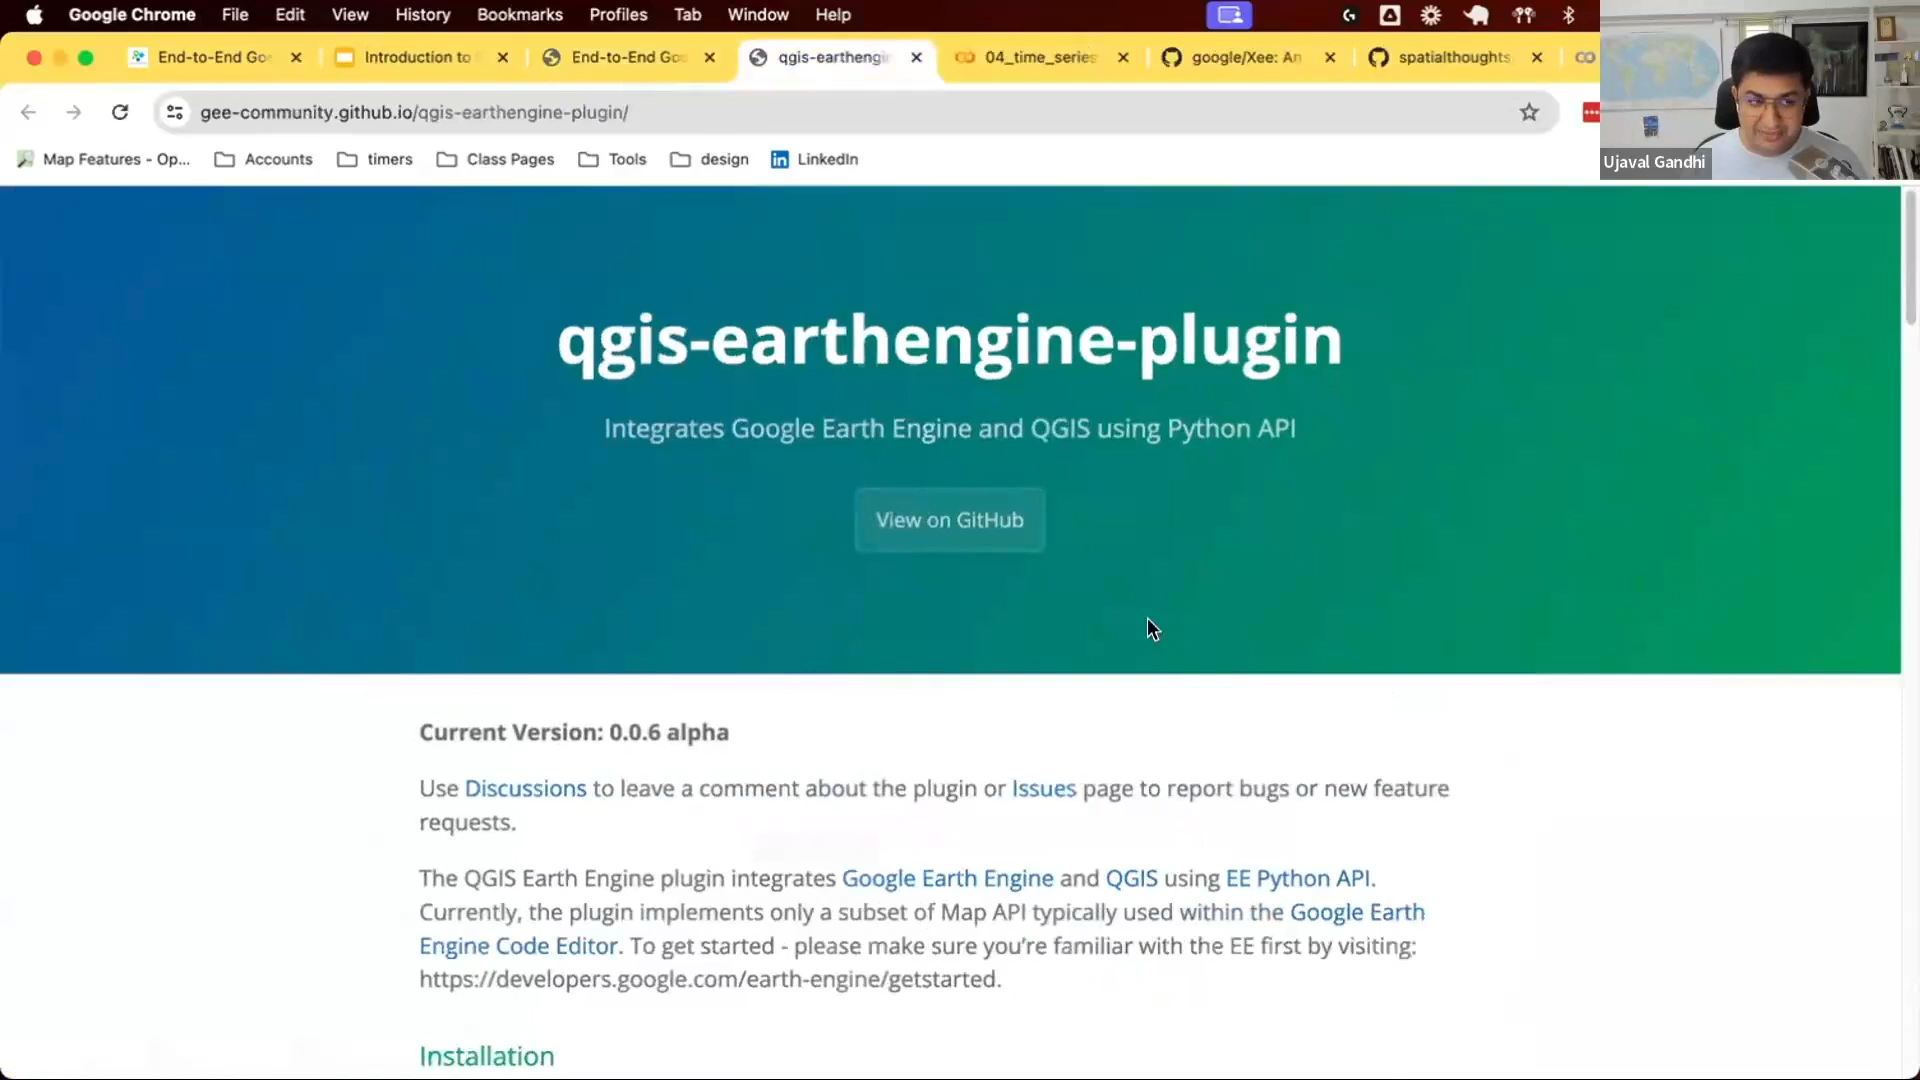 Google Chrome File Edit View History Bookmarks Profiles Tab Window Help
End-to-End Go
Introduction to
End-to-End Go
qgis-earthengin
04_time_series
google/Xee: An
spatialthoughts
gee-community.github.io/qgis-earthengine-plugin/
Map Features - Op... Accounts timers Class Pages Tools design LinkedIn
Ujaval Gandhi
qgis-earthengine-plugin
Integrates Google Earth Engine and QGIS using Python API
View on GitHub
Current Version: 0.0.6 alpha
Use Discussions to leave a comment about the plugin or Issues page to report bugs or new feature
requests.
The QGIS Earth Engine plugin integrates Google Earth Engine and QGIS using EE Python API.
Currently, the plugin implements only a subset of Map API typically used within the Google Earth
Engine Code Editor. To get started - please make sure you're familiar with the EE first by visiting:
https://developers.google.com/earth-engine/getstarted.
Installation